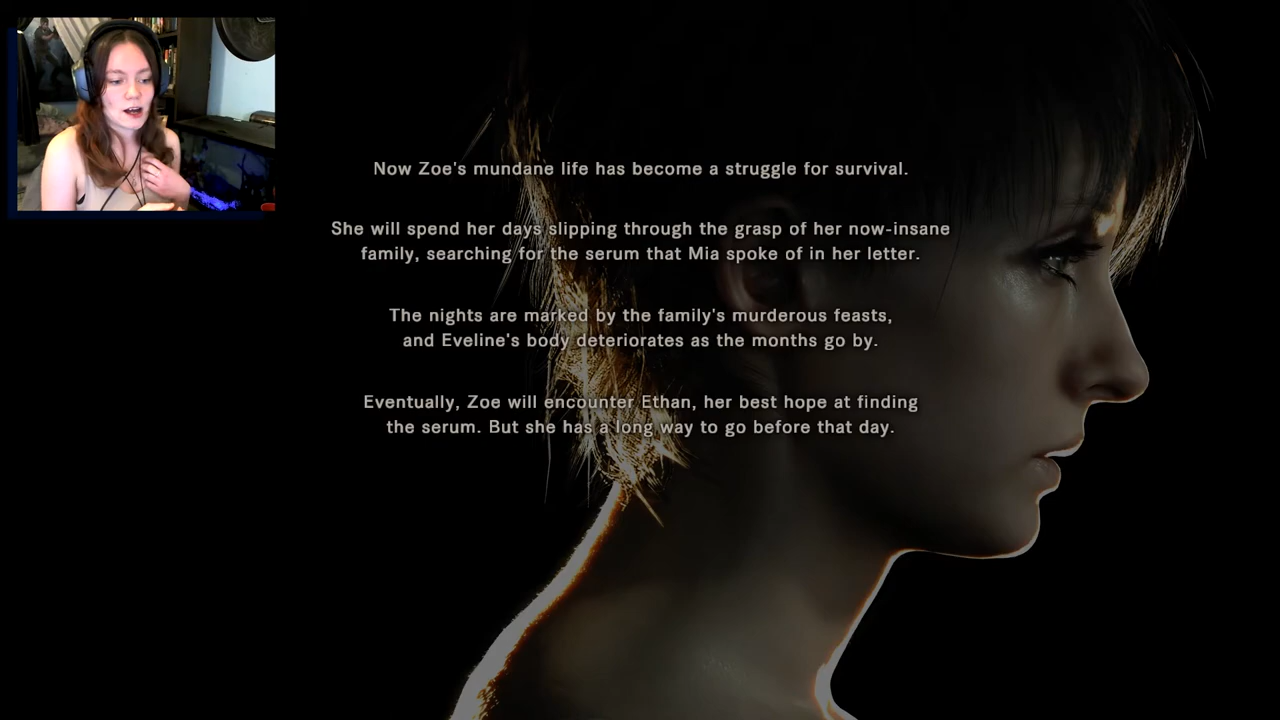 Now Zoe's mundane life has become a struggle for survival.
She will spend her days slipping through the grasp of her now-insane
family, searching for the serum that Mia spoke of in her letter.
The nights are marked by the family's murderous feasts,
and Eveline's body deteriorates as the months go by.
Eventually, Zoe will encounter Ethan, her best hope at finding
the serum. But she has a long way to go before that day.